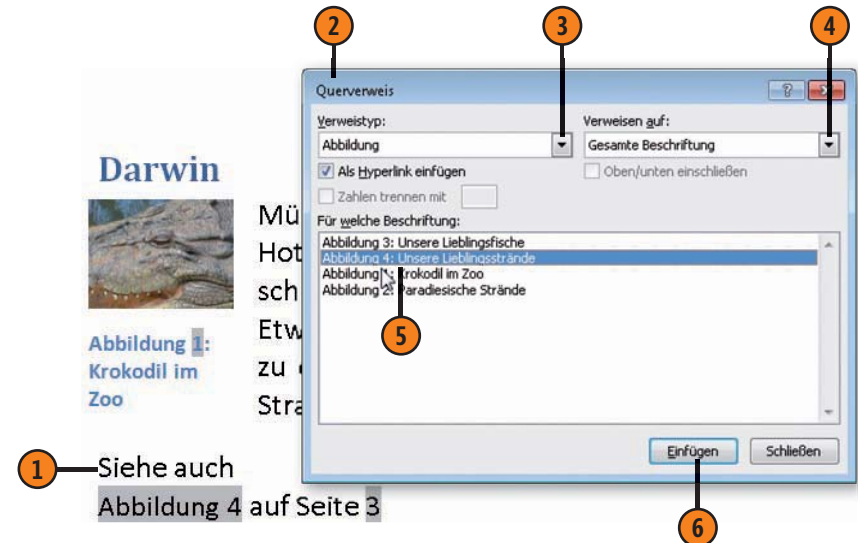 2
3
4
Querverweis
Verweistyp:
Verweisen auf:
Abbildung
Gesamte Beschriftung
Als Hyperlink einfügen
Oben/unten einschließen
Zahlen trennen mit
Für welche Beschriftung:
Abbildung 3: Unsere Lieblingsfische
Abbildung 4: Unsere Lieblingsstrände
Abbildung 1: Krokodil im Zoo
Abbildung 2: Paradiesische Strände
5
Einfügen
Schließen
6
Darwin
Abbildung 1:
Krokodil im
Zoo
Mü
Hot
sch
Etw
zu
Stra
1
Siehe auch
Abbildung 4 auf Seite 3